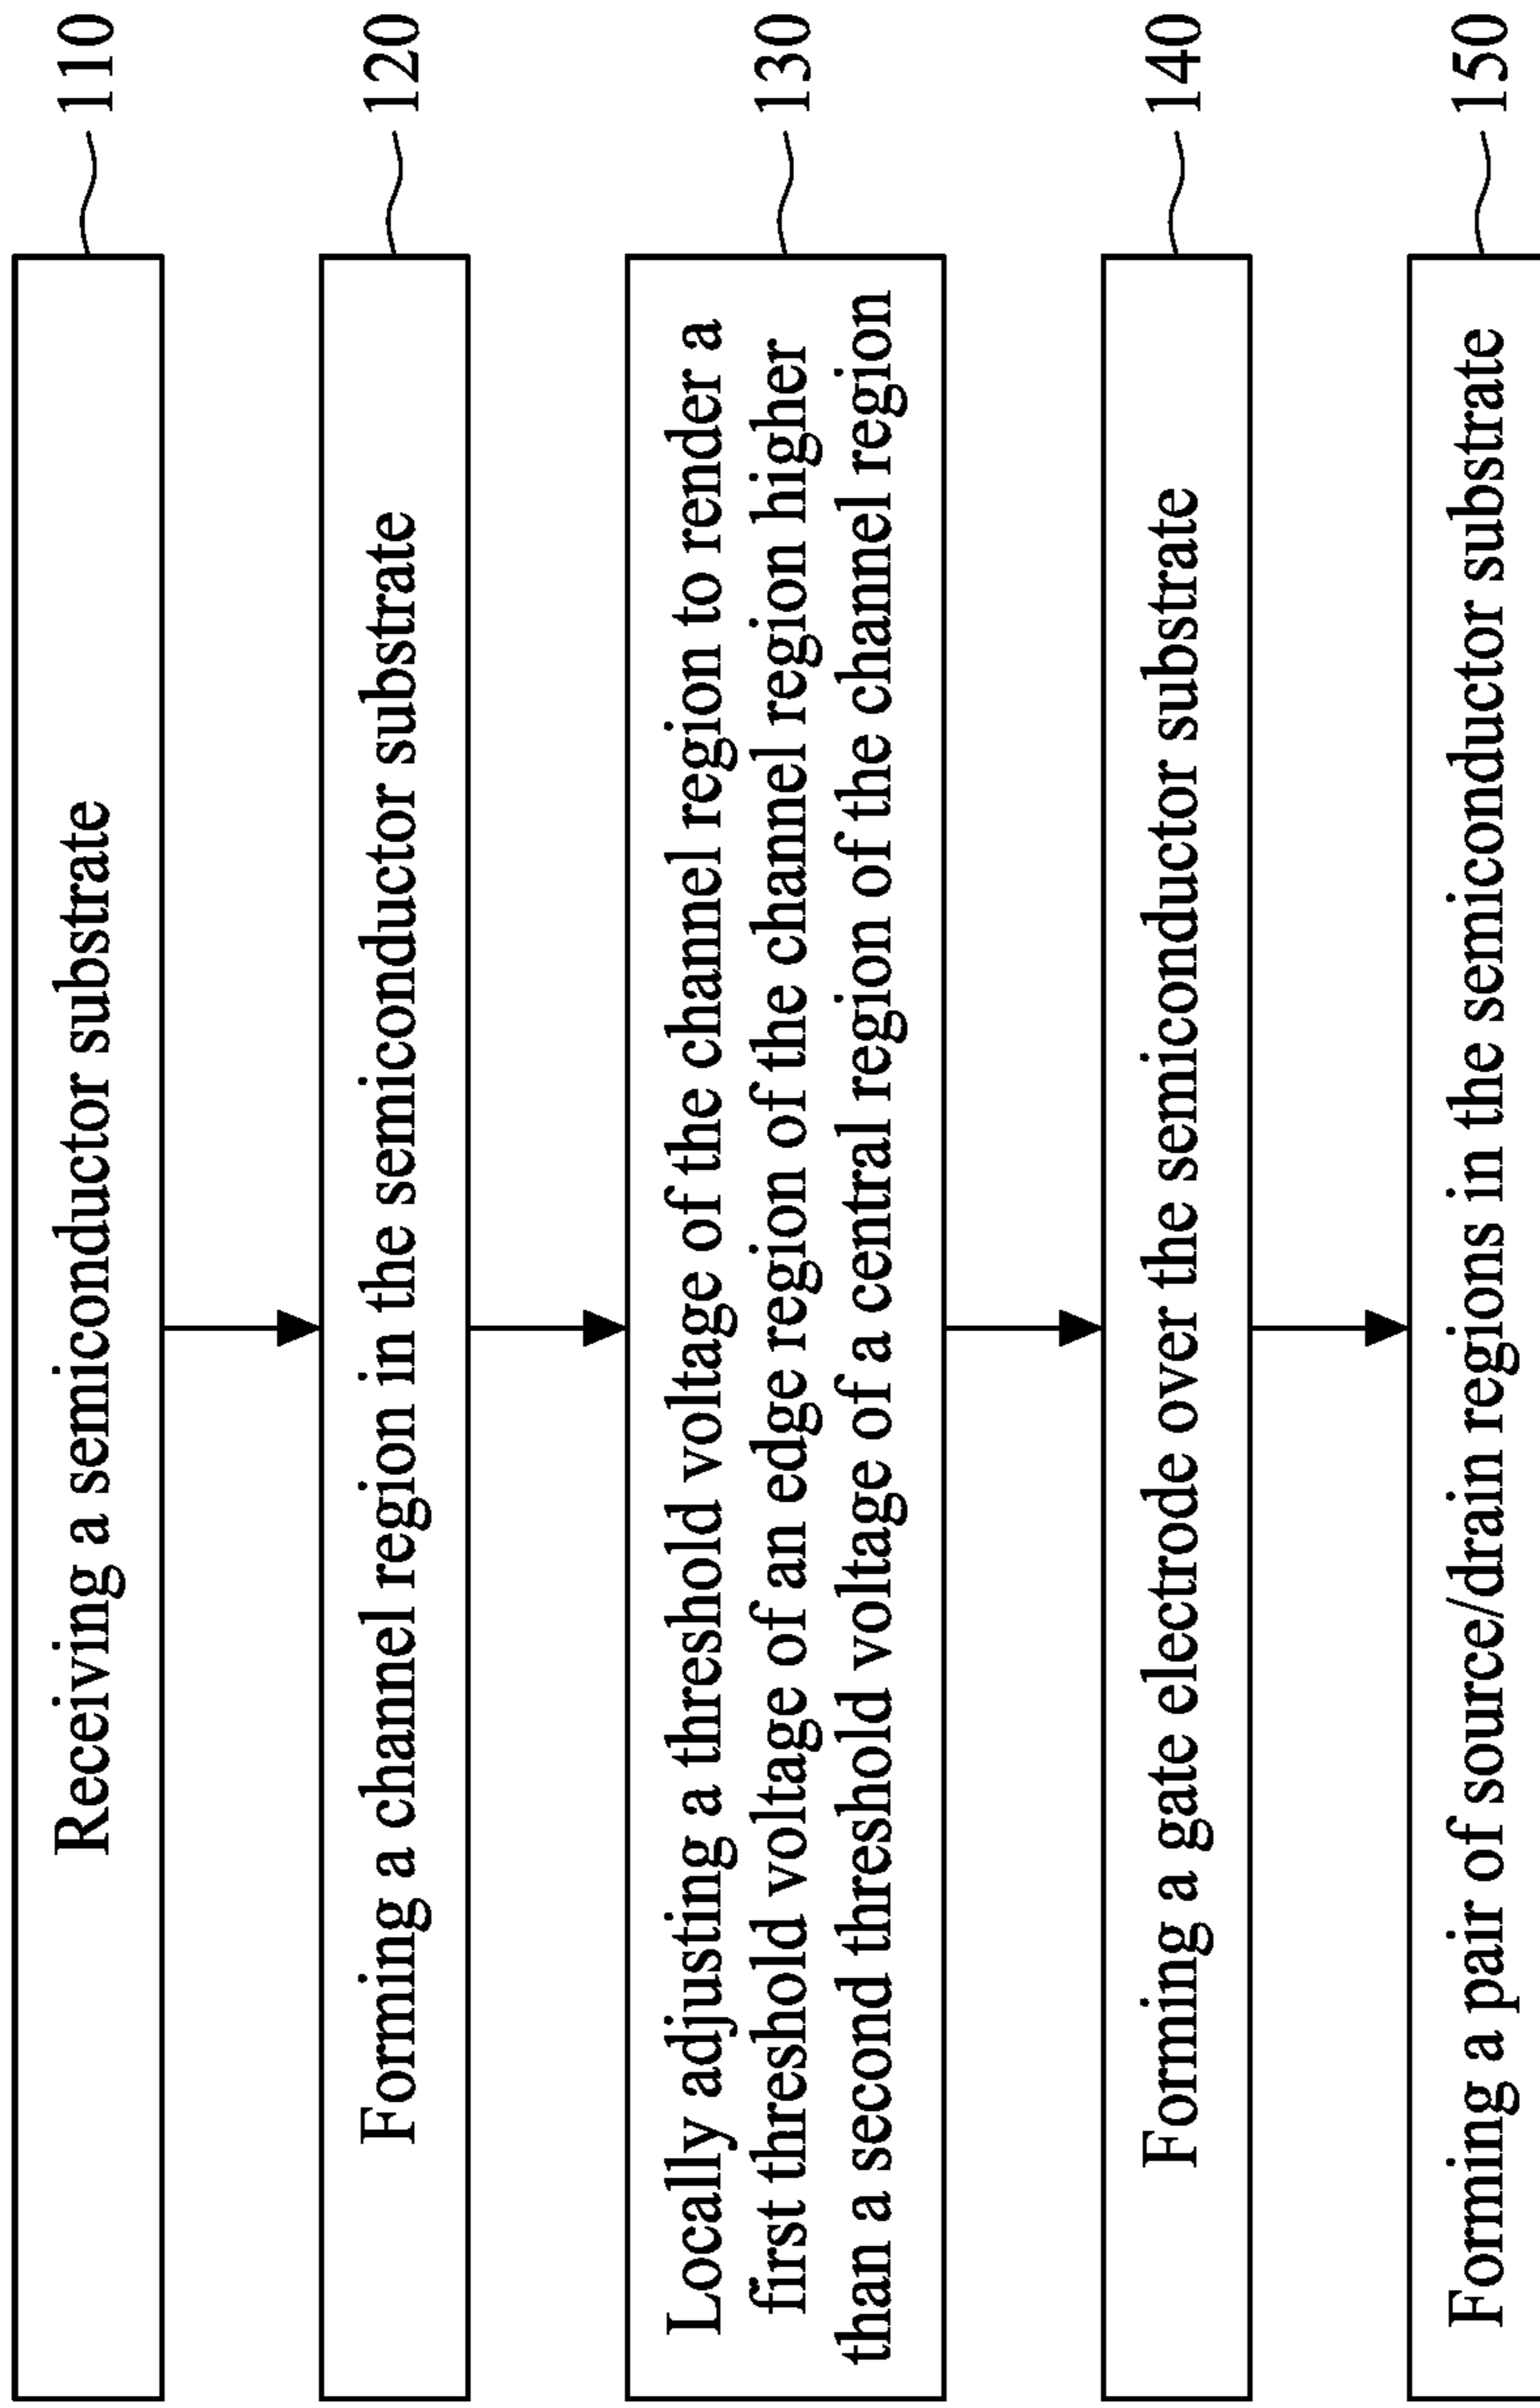 Receiving a semiconductor substrate
110
Forming a channel region in the semiconductor substrate
120
Locally adjusting a threshold voltage of the channel region to render a
first threshold voltage of an edge region of the channel region higher
than a second threshold voltage of a central region of the channel region
130
Forming a gate electrode over the semiconductor substrate
140
Forming a pair of source/drain regions in the semiconductor substrate
150